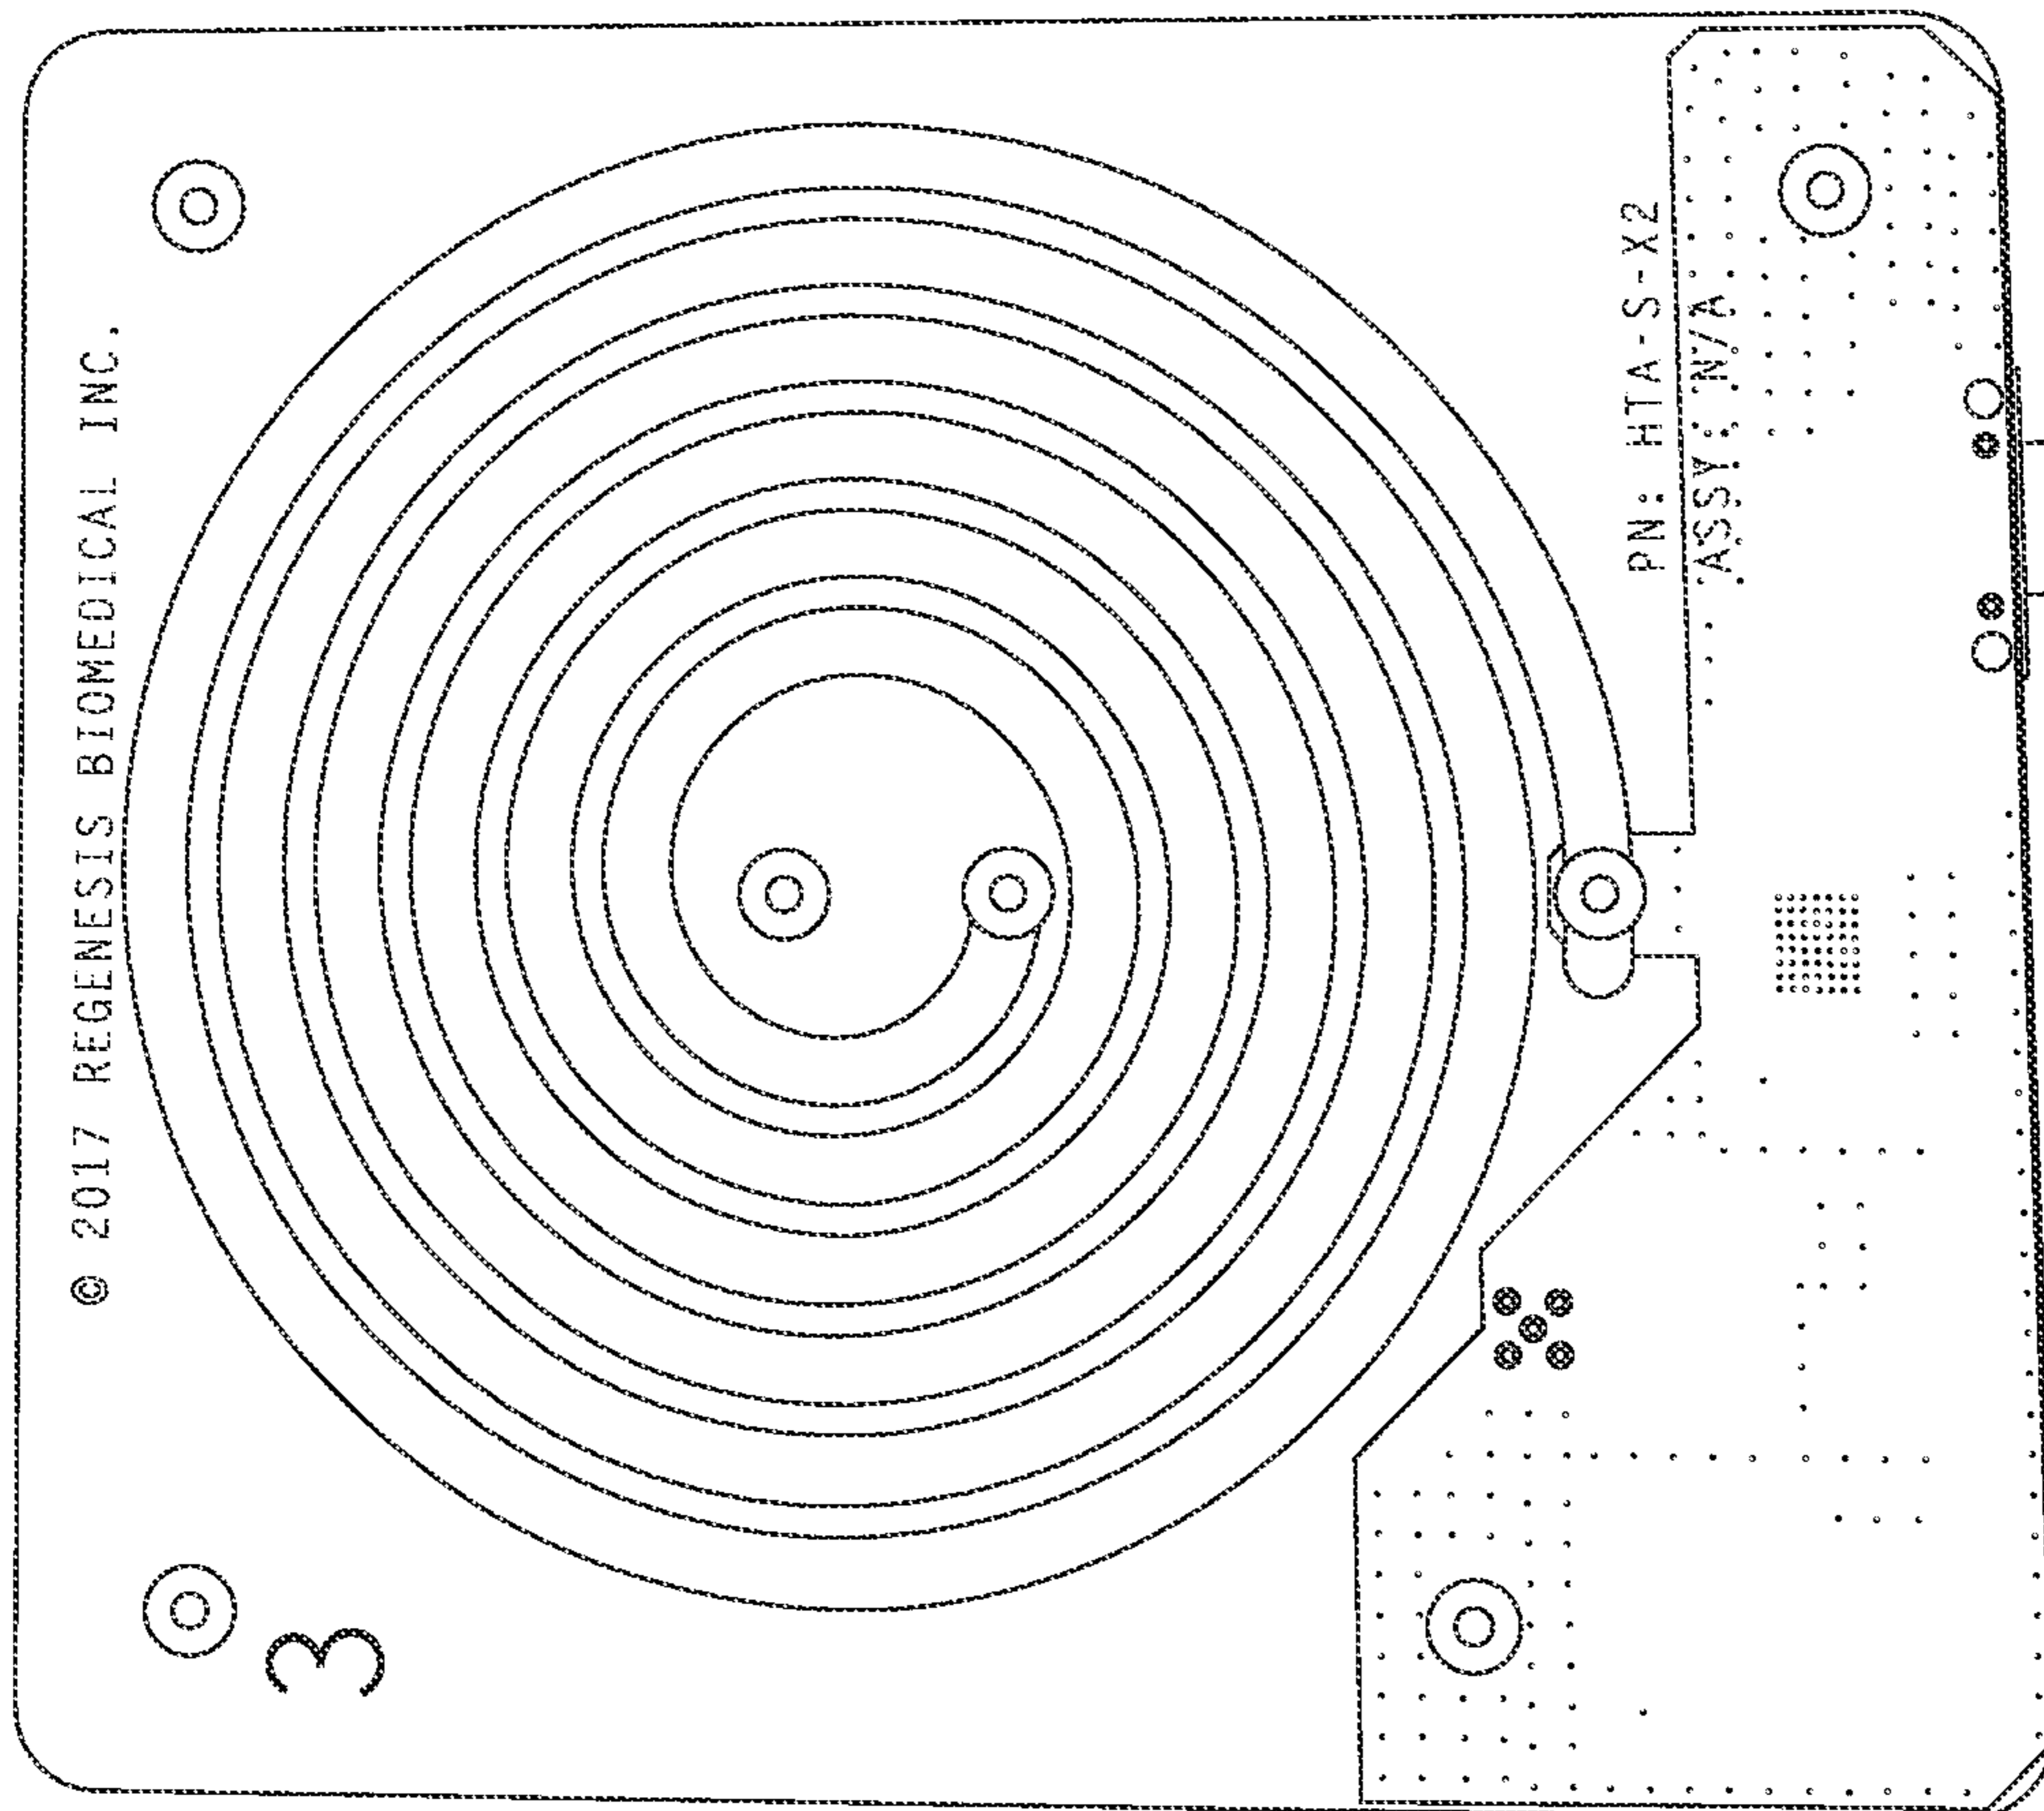 © 2017 REGENESIS BIOMEDICAL INC.
3
PN: HTA-S-X2
ASSY: N/A